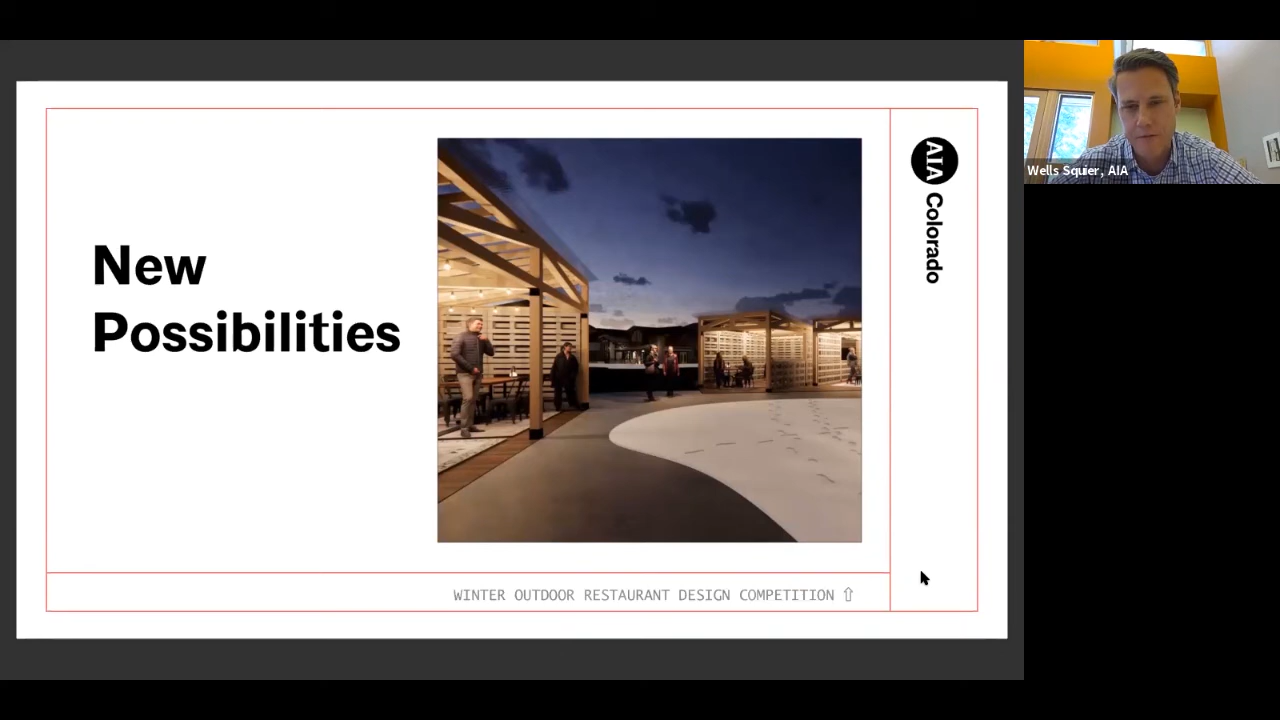 New
Possibilities
AIA Colorado
WINTER OUTDOOR RESTAURANT DESIGN COMPETITION ⇧
Wells Squier, AIA